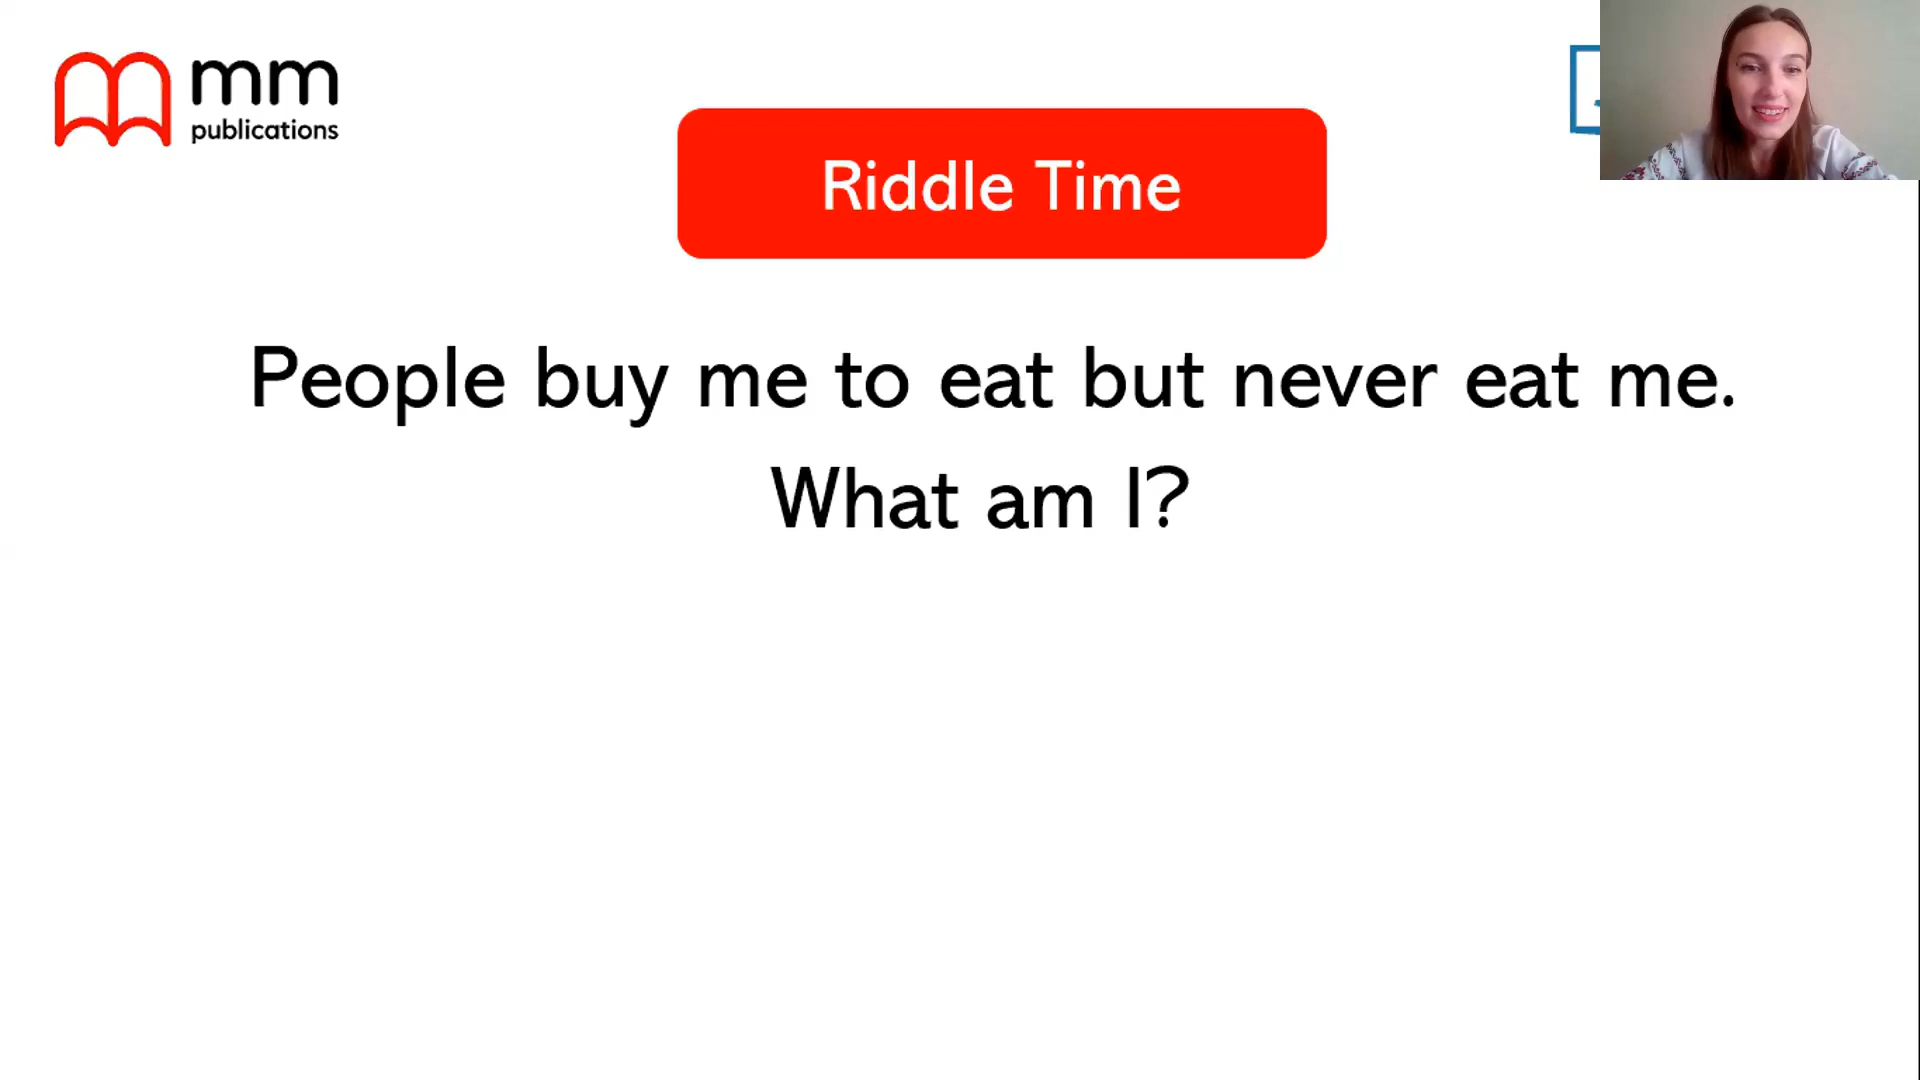 mm
publications
Riddle Time
People buy me to eat but never eat me.
What am I?